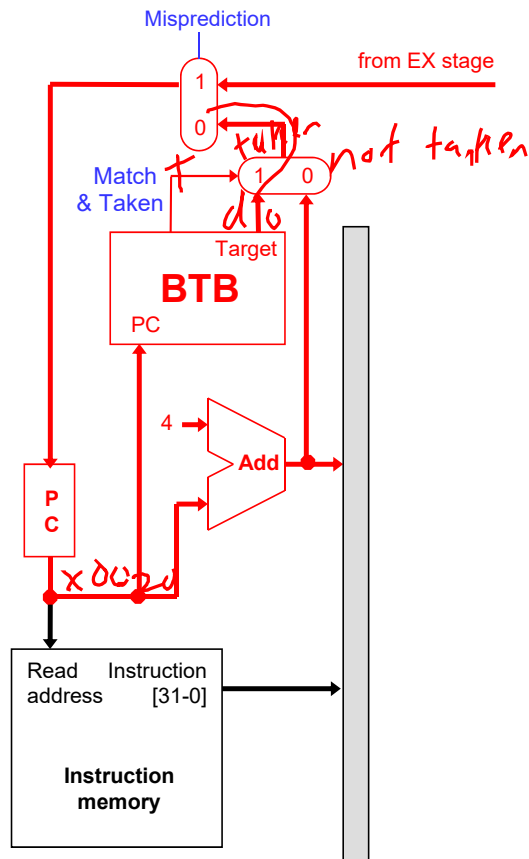 Misprediction
from EX stage
1
0
taken
not taken
Match
& Taken
T
1 0
Target
BTB
PC
4
Add
P
C
Read
address
Instruction
[31-0]
Instruction
memory